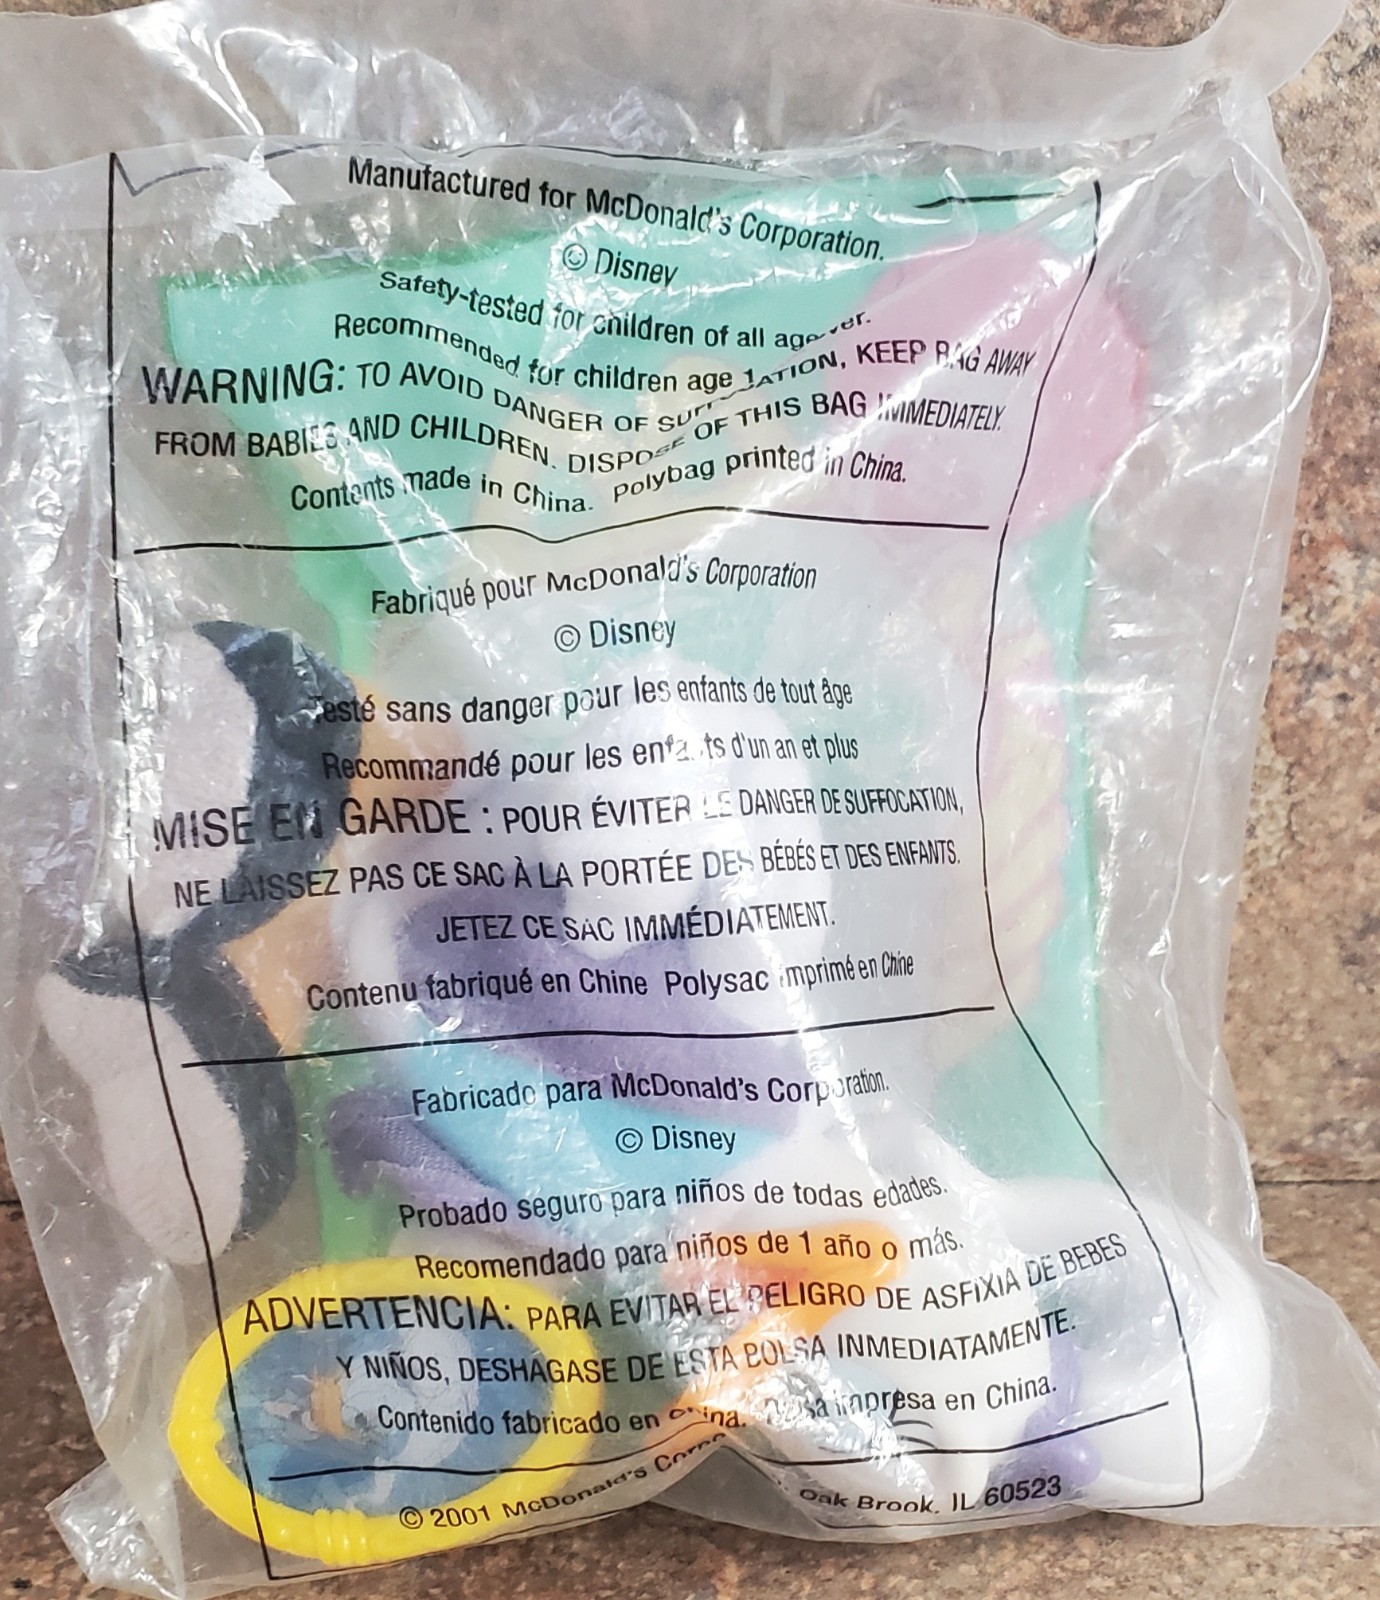 Manufactured for McDonald's Corporation.
© Disney
Safety-tested for children of all
Recommended for children age
WARNING: TO AVOID DANGER OF KEEP BAG AWAY
FROM BABIES AND CHILDREN. DISPOSE OF THIS BAG IMMEDIATELY.
Contents made in China. Polybag printed in China.
Fabriqué pour McDonald's Corporation
© Disney
Testé sans danger pour les enfants de tout âge
Recommandé pour les enfants d'un an et plus
MISE EN GARDE : POUR ÉVITER LE DANGER DE SUFFOCATION,
NE LAISSEZ PAS CE SAC À LA PORTÉE DES BÉBÉS ET DES ENFANTS.
JETEZ CE SAC IMMÉDIATEMENT.
Contenu fabriqué en Chine Polysac imprimé en Chine
Fabricado para McDonald's Corporation.
© Disney
Probado seguro para niños de todas edades.
Recomendado para niños de 1 año o más.
ADVERTENCIA: PARA EVITAR EL PELIGRO DE ASFIXIA DE BEBES
Y NIÑOS, DESHAGASE DE ESTA BOLSA INMEDIATAMENTE.
Contenido fabricado en China. impresa en China.
© 2001 McDonald's Oak Brook, IL 60523